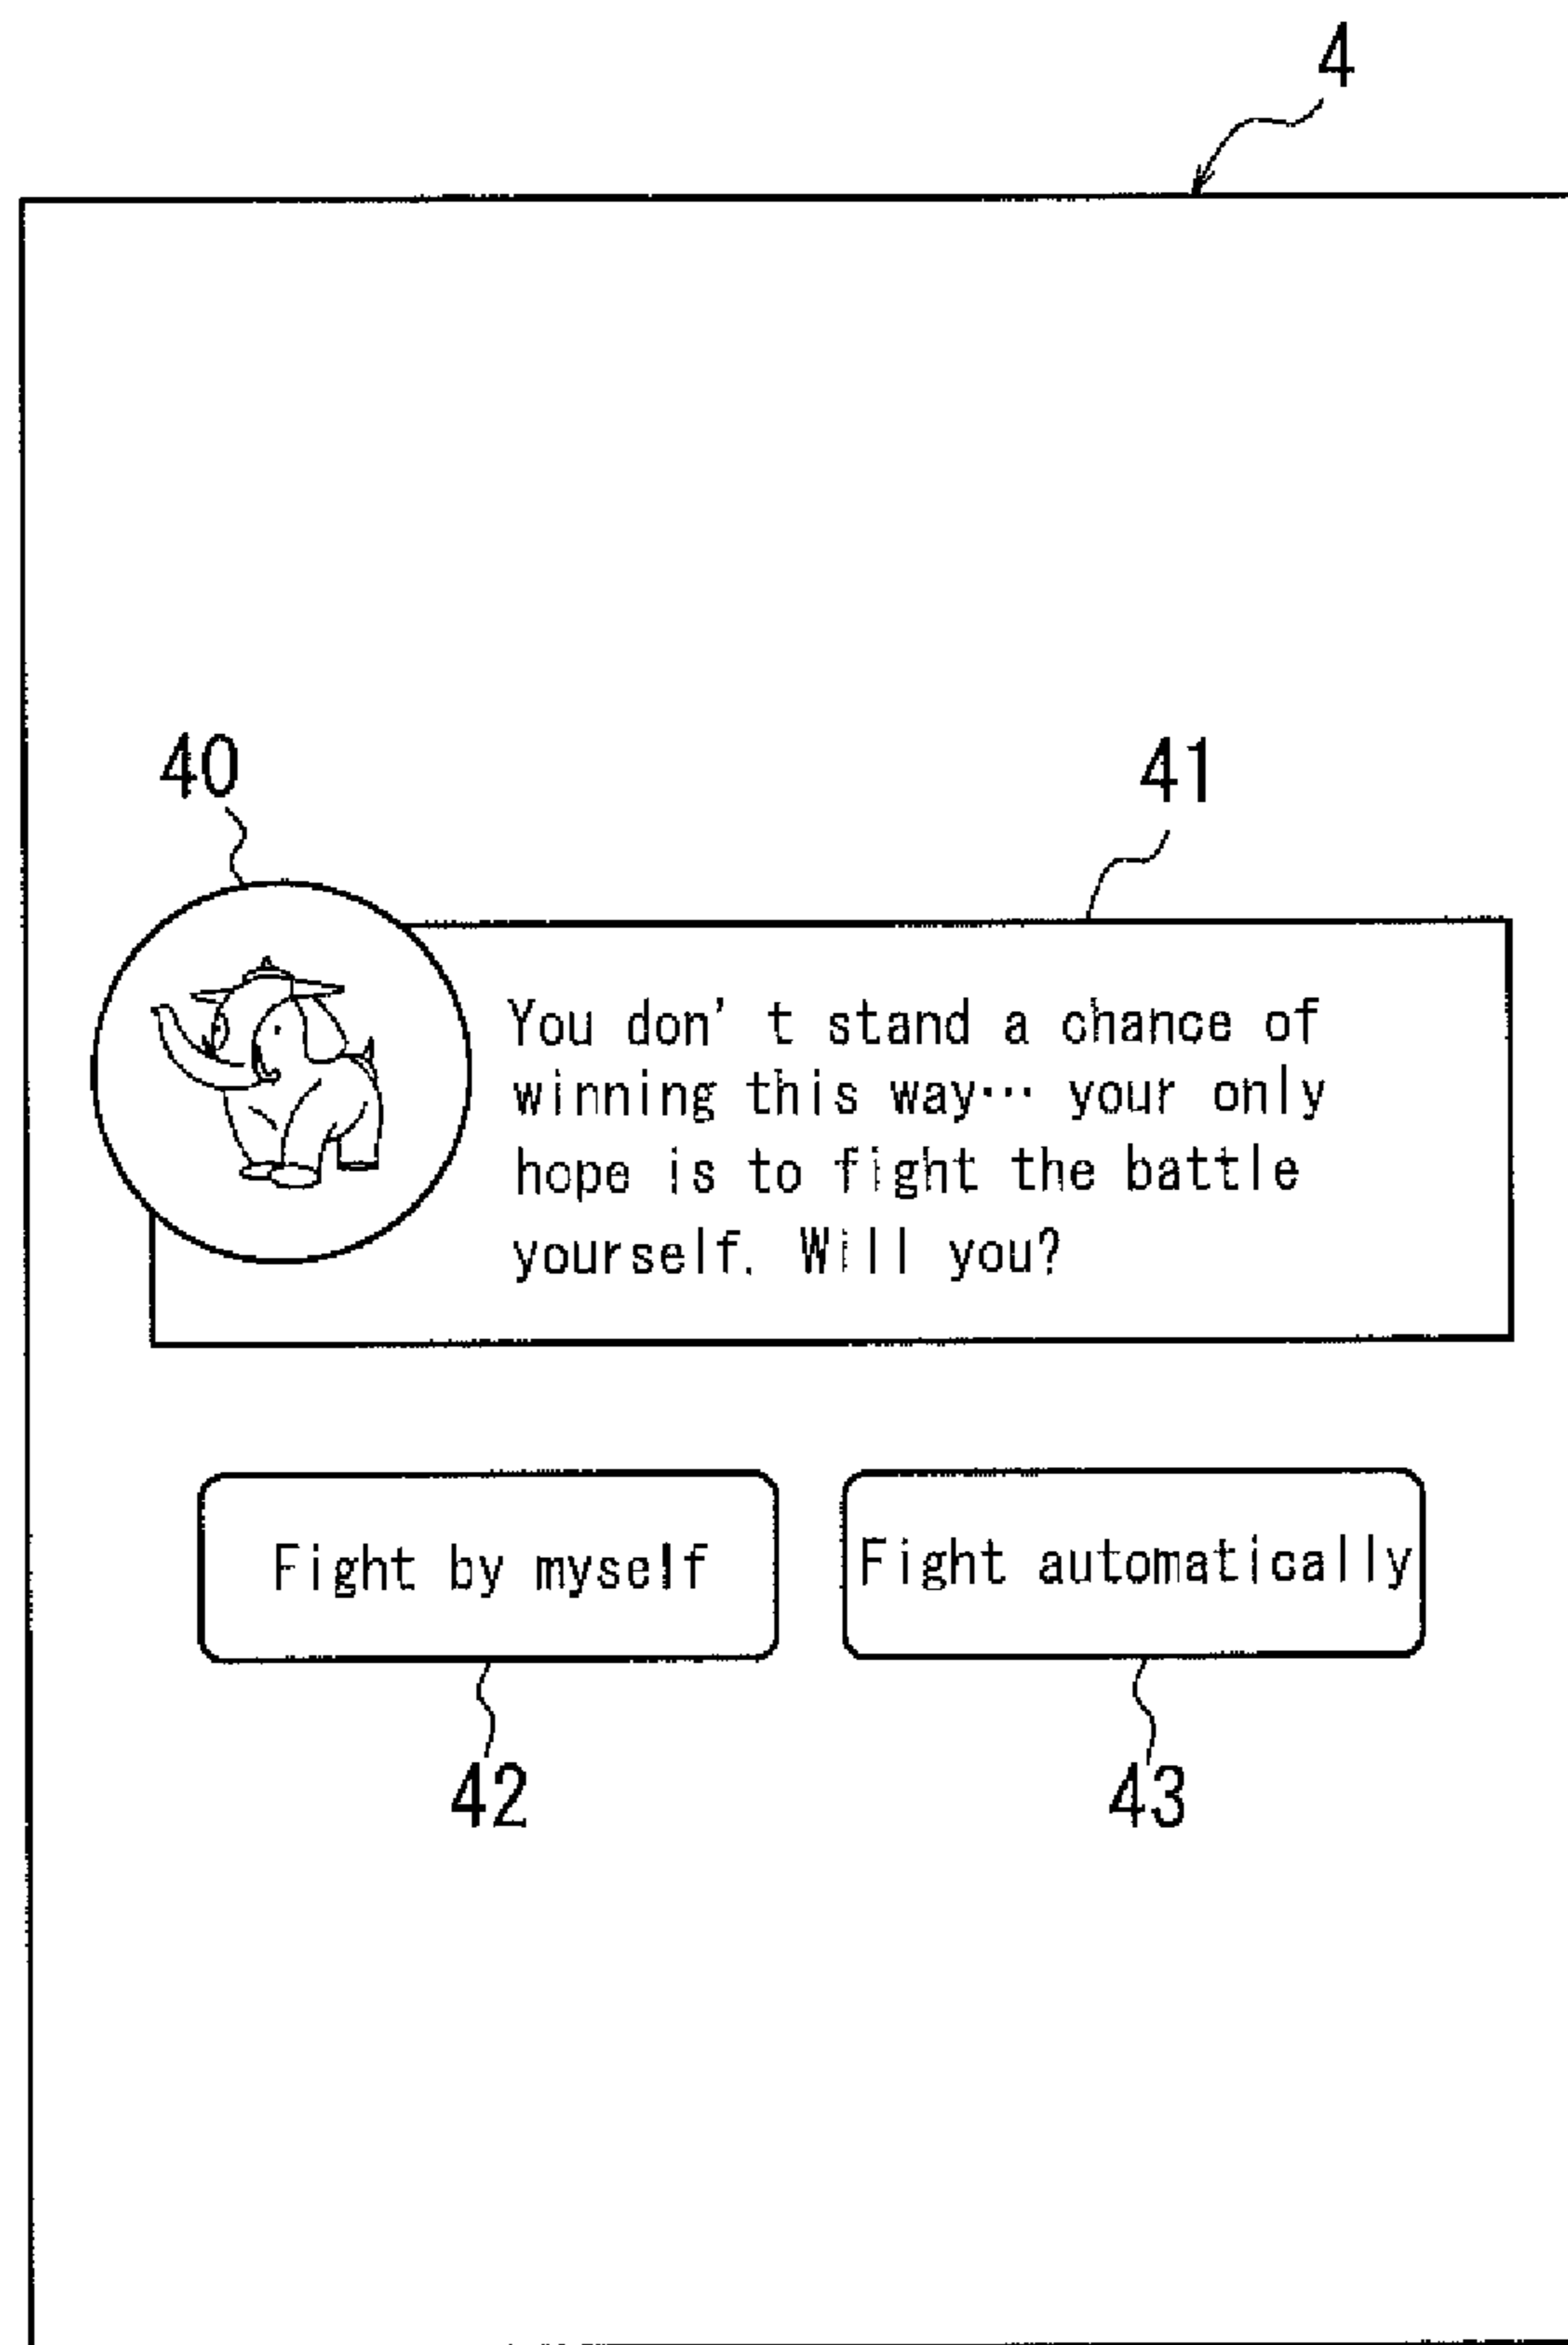 4
40
41
You don't stand a chance of
winning this way… your only
hope is to fight the battle
yourself. Will you?
Fight by myself
Fight automatically
42
43